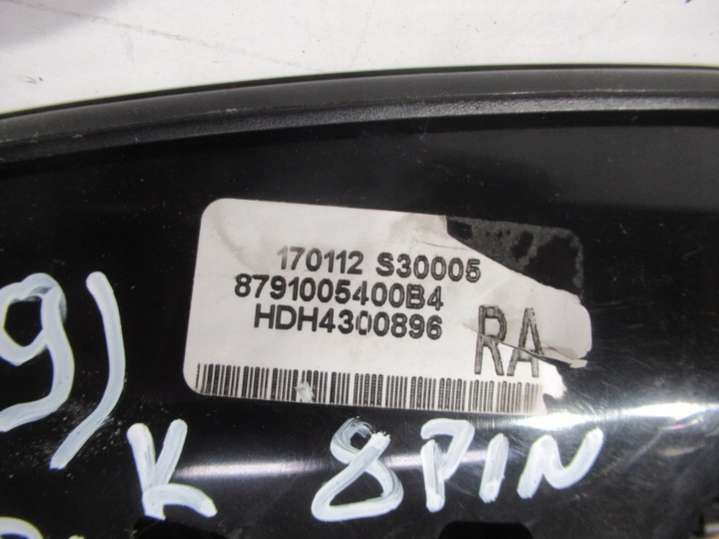 170112 S30005
8791005400B4
HDH4300896
RA
9)
K 8PIN